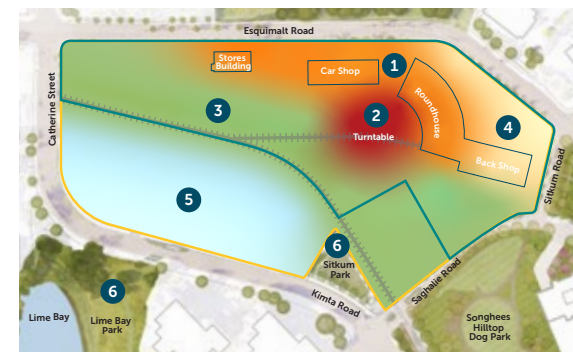 Esquimalt Road
Stores
Building
Car Shop
1
Roundhouse
Catherine Street
3
2
Turntable
4
Back Shop
Sitkum Road
5
6
Sitkum
Park
Saghalie Road
6
Kimta Road
Lime Bay
Lime Bay
Park
Songhees
Hilltop
Dog Park